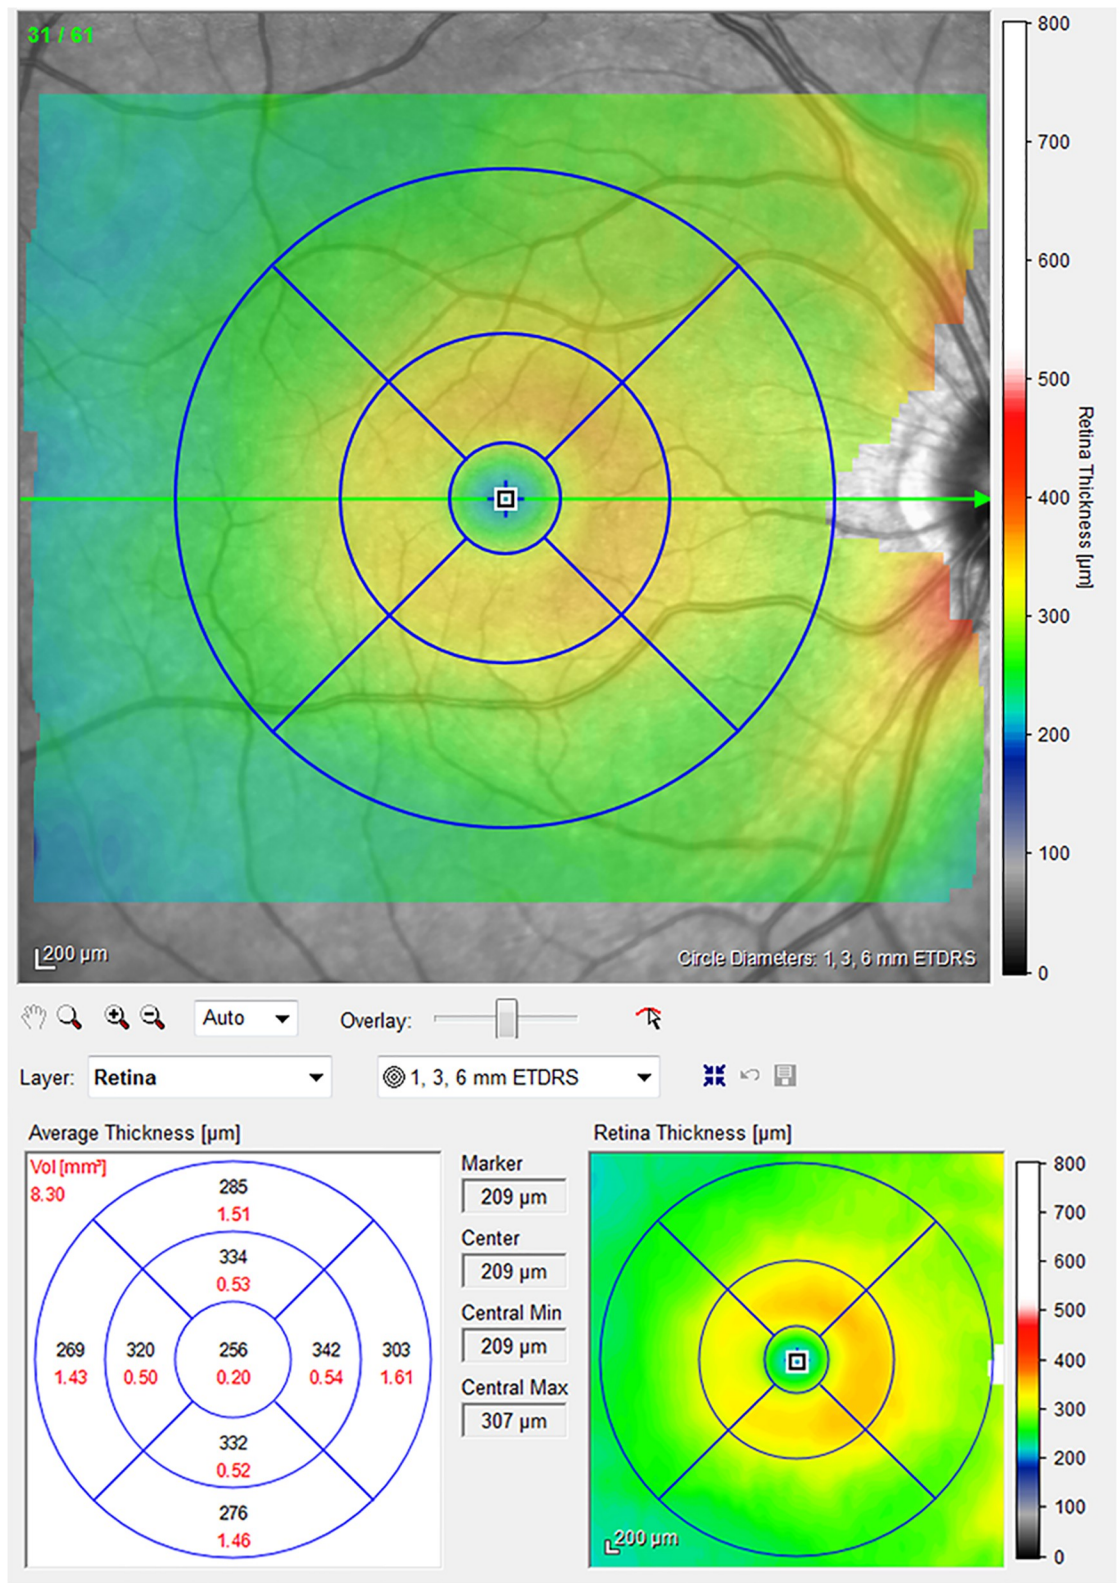 31 / 61
800
700
600
500
400
300
200
100
0
Retina Thickness [µm]
200 µm
Circle Diameters: 1, 3, 6 mm ETDRS
Auto
Overlay:
Layer:
Retina
1, 3, 6 mm ETDRS
Average Thickness [µm]
Vol [mm³]
8.30
285
1.51
334
0.53
269
1.43
320
0.50
256
0.20
342
0.54
303
1.61
332
0.52
276
1.46
Marker
209 µm
Center
209 µm
Central Min
209 µm
Central Max
307 µm
Retina Thickness [µm]
200 µm
800
700
600
500
400
300
200
100
0